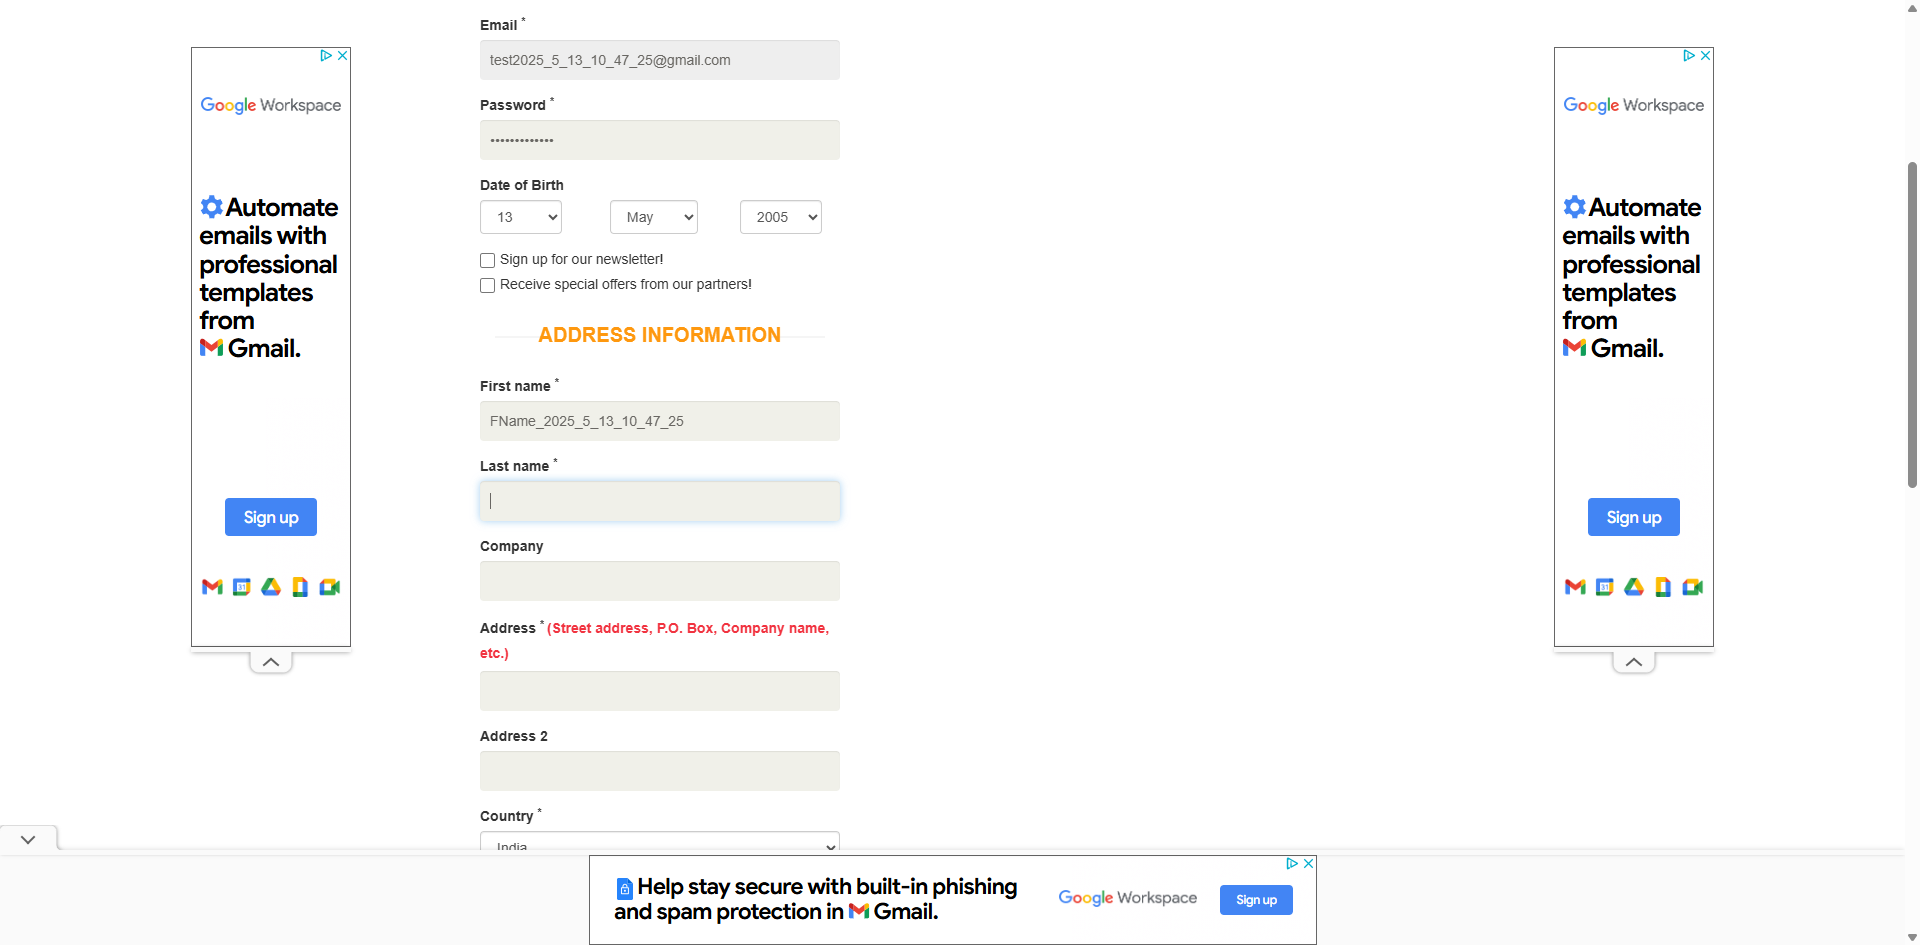 Email *
test2025_5_13_10_47_25@gmail.com
Password *
•••••••••••••
Date of Birth
13 May 2005
Sign up for our newsletter!
Receive special offers from our partners!
ADDRESS INFORMATION
First name *
FName_2025_5_13_10_47_25
Last name *
Company
Address * (Street address, P.O. Box, Company name,
etc.)
Address 2
Country *
India
Google Workspace
Automate
emails with
professional
templates
from
Gmail.
Sign up
31
Google Workspace
Automate
emails with
professional
templates
from
Gmail.
Sign up
31
Help stay secure with built-in phishing
and spam protection in Gmail.
Google Workspace
Sign up